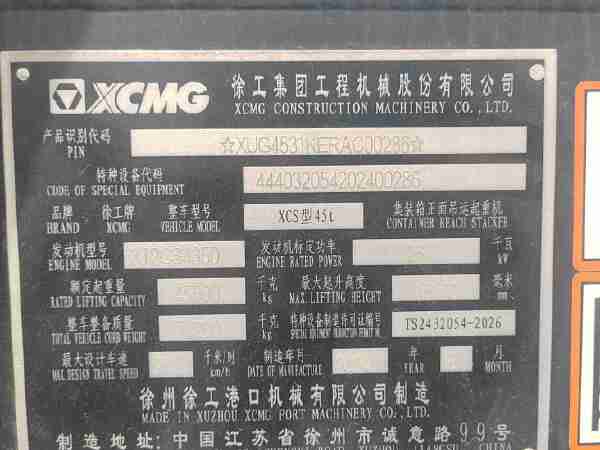 XCMG 徐工集团工程机械股份有限公司
XCMG CONSTRUCTION MACHINERY CO., LTD.
产品识别代码 ☆XUG4531KERAC00286☆
PIN
特种设备代码 444032054202400286
CODE OF SPECIAL EQUIPMENT
品牌 徐工牌 整车型号 XCS型45t 集装箱正面吊运起重机
BRAND XCMG VEHICLE MODEL CONTAINER REACH STACKER
发动机型号 发动机标定功率 千瓦
ENGINE MODEL ENGINE RATED POWER kW
额定起重量 千克 最大起升高度 毫米
RATED LIFTING CAPACITY kg MAX. LIFTING HEIGHT mm
整车整备质量 千克 特种设备制造许可证编号 TS2432054-2026
TOTAL VEHICLE CURB WEIGHT kg
最大设计车速 千米/时 制造年月 年 月
MAX. DESIGN TRAVEL SPEED km/h DATE OF MANUFACTURE YEAR MONTH
徐州徐工港口机械有限公司制造
MADE IN XUZHOU XCMG PORT MACHINERY CO., LTD.
制造地址: 中国江苏省徐州市诚意路99号